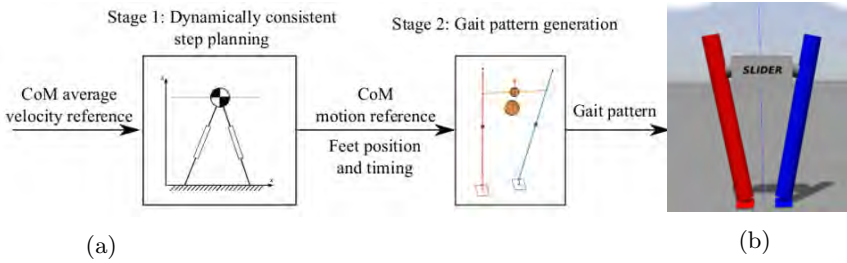 Stage 1: Dynamically consistent
step planning
Stage 2: Gait pattern generation
CoM average
velocity reference
z
x
CoM
motion reference
Feet position
and timing
Gait pattern
SLIDER
(a)
(b)